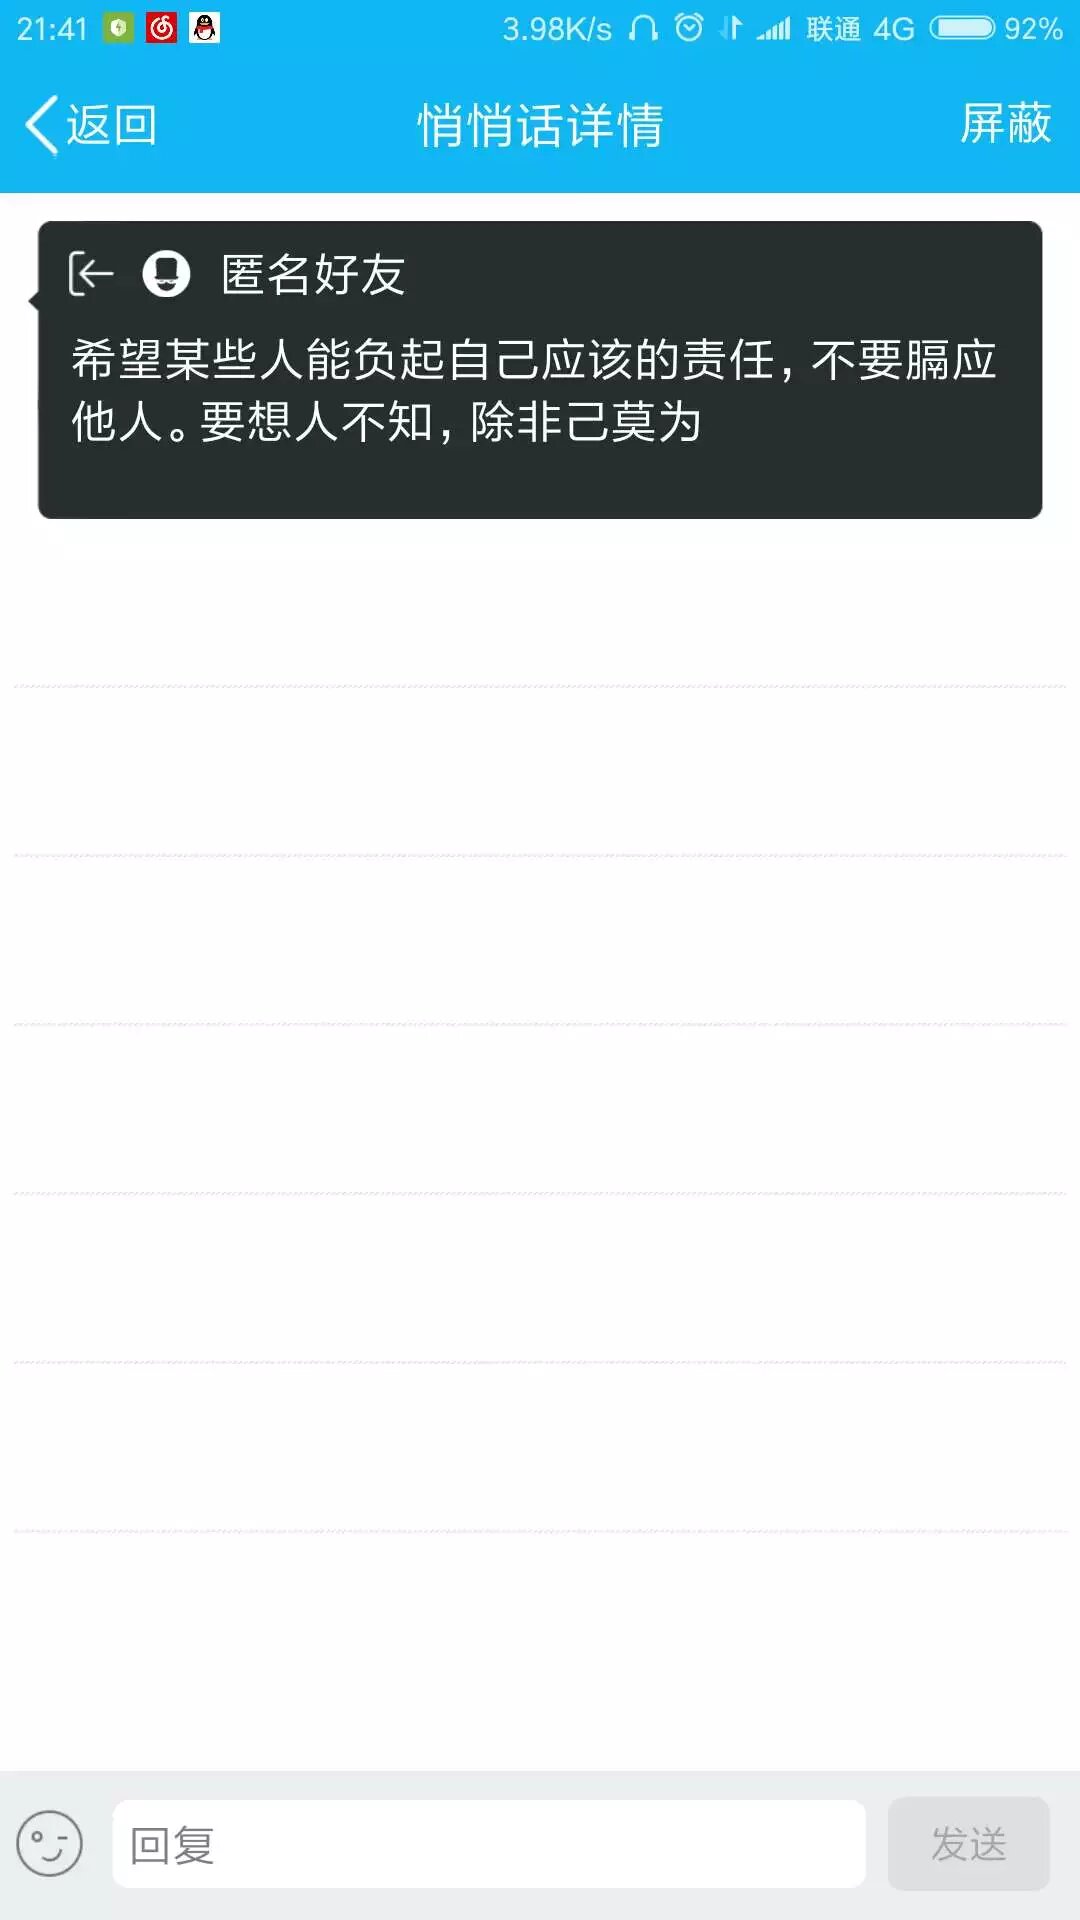 21:41 3.98K/s 联通 4G 92%
返回 悄悄话详情 屏蔽
匿名好友
希望某些人能负起自己应该的责任,不要膈应
他人。要想人不知,除非己莫为
回复 发送